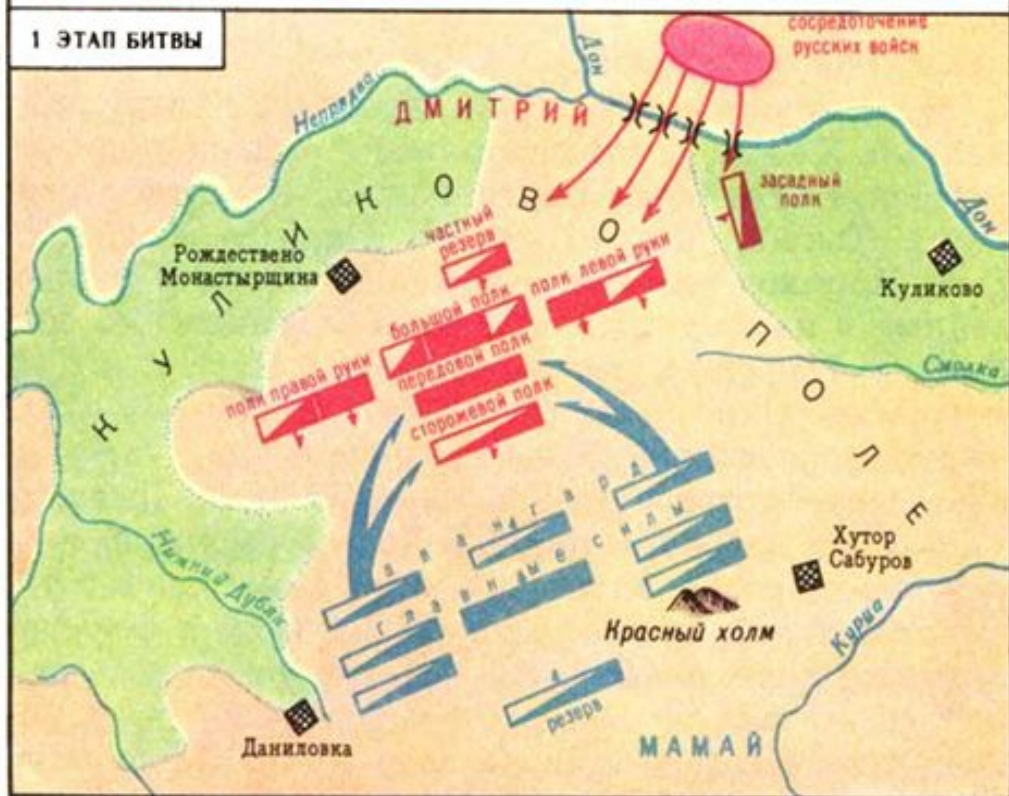 1 ЭТАП БИТВЫ
сосредоточение
русских войск
Дон
Непрядва
ДМИТРИЙ
засадный
полк
Дон
КУЛИКОВО ПОЛЕ
частный
резерв
Рождествено
Монастырщина
Куликово
полк левой руки
большой полк
передовой полк
полк правой руки
сторожевой полк
Смолка
авангард
главные силы
Хутор
Сабуров
Нижний Дубяк
Красный холм
Курца
резерв
Даниловка
МАМАЙ